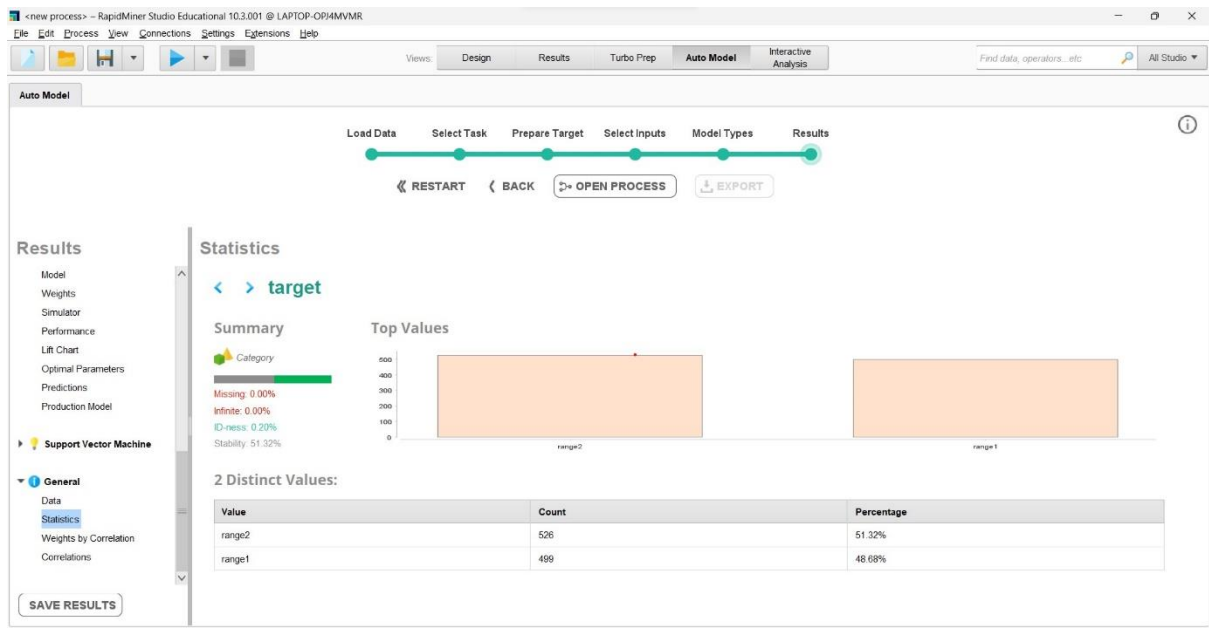 <new process> – RapidMiner Studio Educational 10.3.001 @ LAPTOP-OPJ4MVMR
File Edit Process View Connections Settings Extensions Help
Views: Design Results Turbo Prep Auto Model Interactive Analysis Find data, operators...etc All Studio
Auto Model
Load Data Select Task Prepare Target Select Inputs Model Types Results
RESTART BACK OPEN PROCESS EXPORT
Results
Model
Weights
Simulator
Performance
Lift Chart
Optimal Parameters
Predictions
Production Model
Support Vector Machine
General
Data
Statistics
Weights by Correlation
Correlations
SAVE RESULTS
Statistics
target
Summary
Category
Missing: 0.00%
Infinite: 0.00%
ID-ness: 0.20%
Stability: 51.32%
Top Values
500
400
300
200
100
0
range2 range1
2 Distinct Values:
Value Count Percentage
range2 526 51.32%
range1 499 48.68%